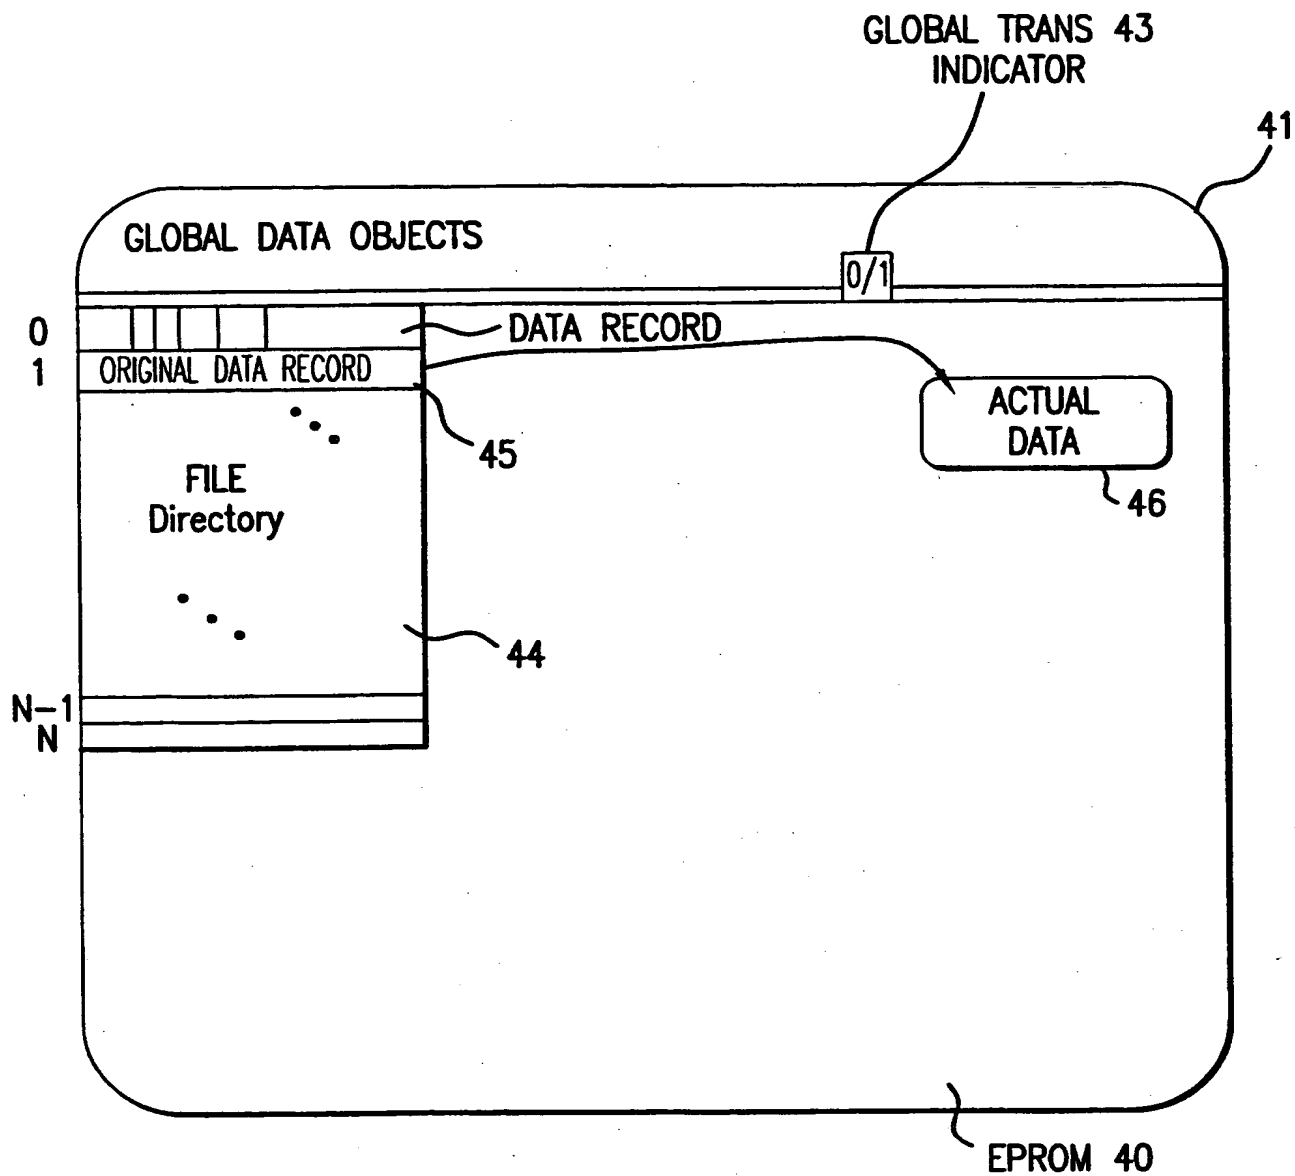 GLOBAL TRANS 43
INDICATOR
41
GLOBAL DATA OBJECTS
0/1
0
DATA RECORD
1
ORIGINAL DATA RECORD
ACTUAL
DATA
45
46
FILE
Directory
44
N-1
N
EPROM 40